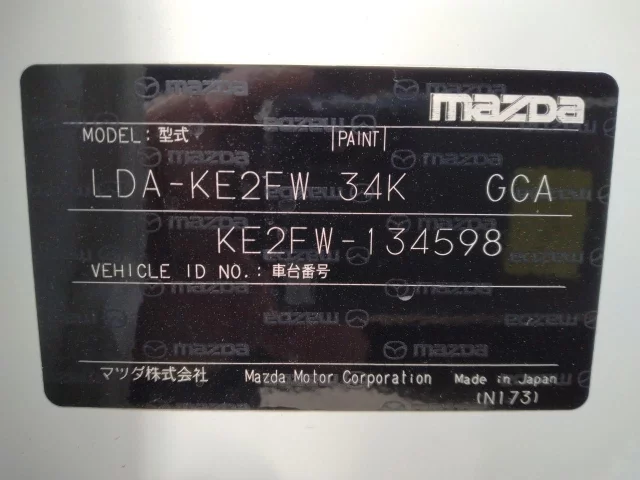 mazda
MODEL: 型式 |PAINT|
LDA-KE2FW 34K GCA
KE2FW-134598
VEHICLE ID NO.: 車台番号
マツダ株式会社 Mazda Motor Corporation Made in Japan
(N173)